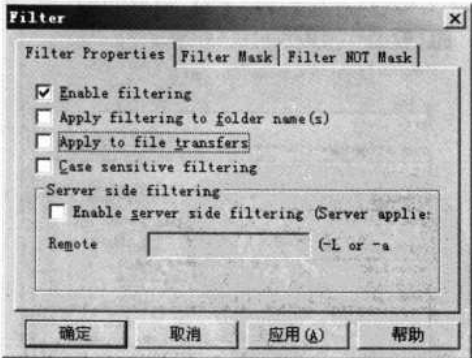 Filter
Filter Properties Filter Mask Filter NOT Mask
Enable filtering
Apply filtering to folder name(s)
Apply to file transfers
Case sensitive filtering
Server side filtering
Enable server side filtering (Server applie:
Remote (-L or -a
确定 取消 应用(A) 帮助